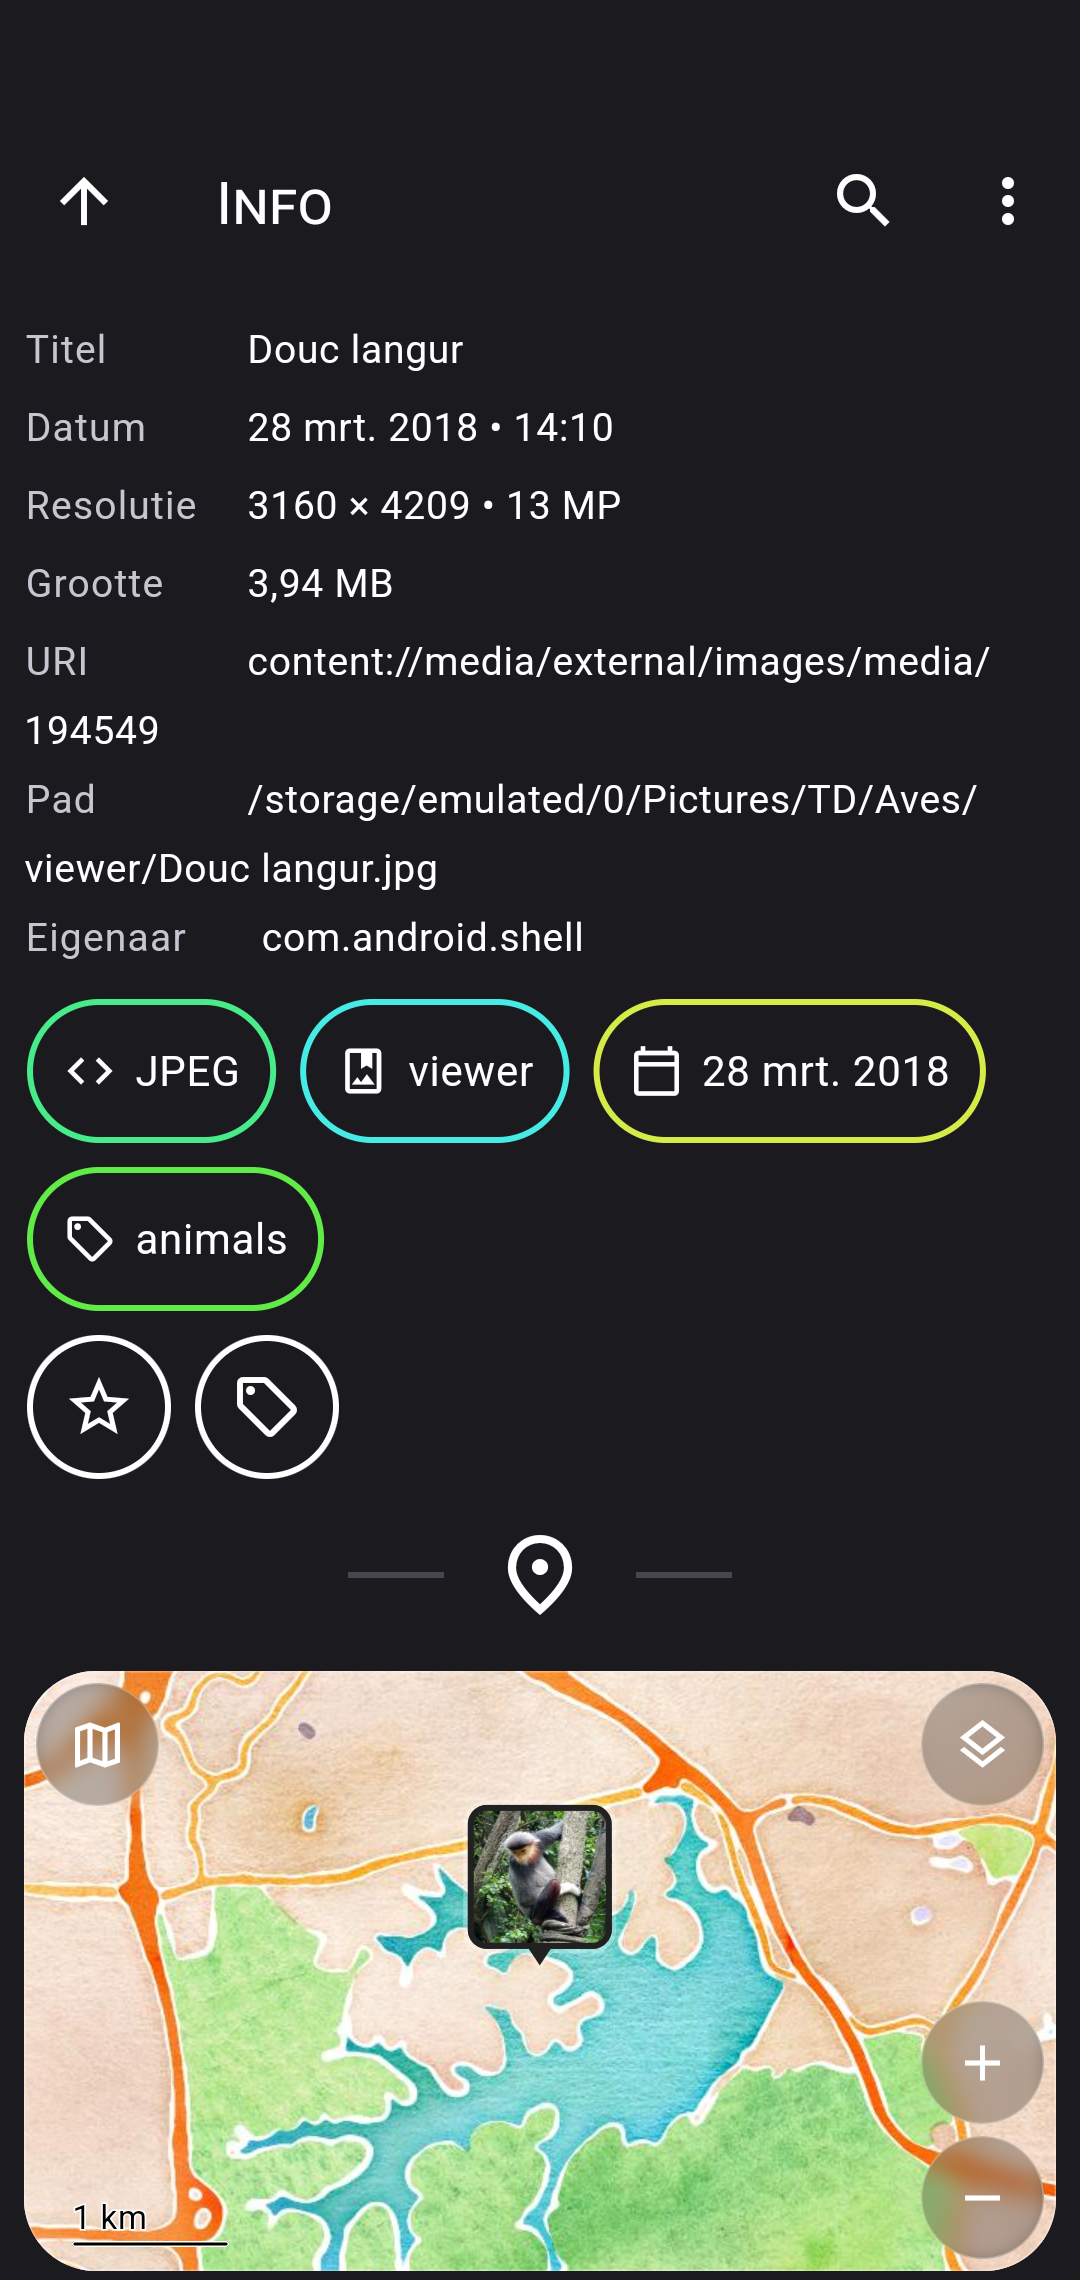 Info
Titel Douc langur
Datum 28 mrt. 2018 • 14:10
Resolutie 3160 × 4209 • 13 MP
Grootte 3,94 MB
URI content://media/external/images/media/
194549
Pad /storage/emulated/0/Pictures/TD/Aves/
viewer/Douc langur.jpg
Eigenaar com.android.shell
JPEG viewer 28 mrt. 2018
animals
1 km